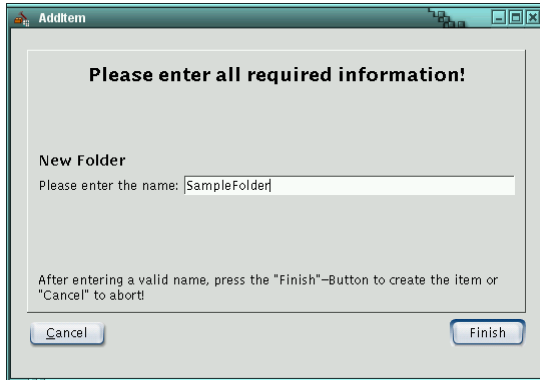 AddItem
Please enter all required information!
New Folder
Please enter the name: SampleFolder
After entering a valid name, press the "Finish"−Button to create the item or
"Cancel" to abort!
Cancel Finish